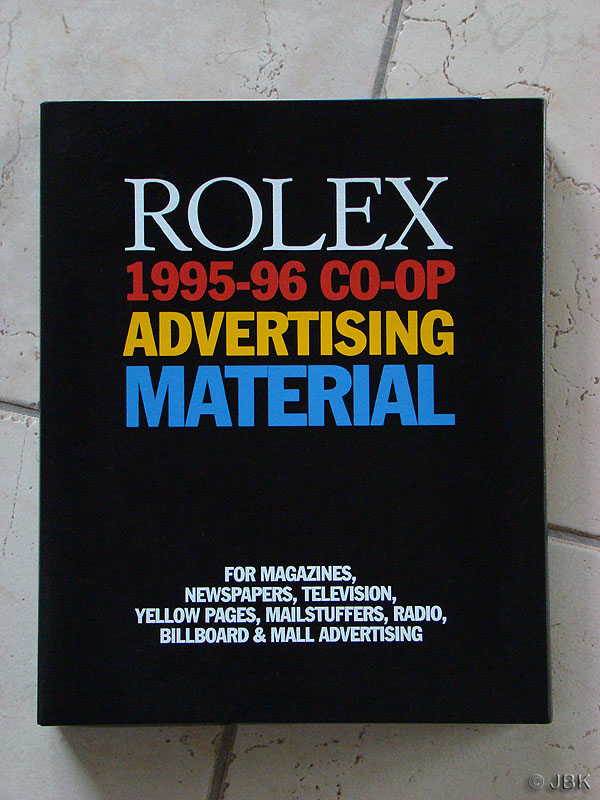 ROLEX
1995-96 CO-OP
ADVERTISING
MATERIAL
FOR MAGAZINES,
NEWSPAPERS, TELEVISION,
YELLOW PAGES, MAILSTUFFERS, RADIO,
BILLBOARD & MALL ADVERTISING
© JBK